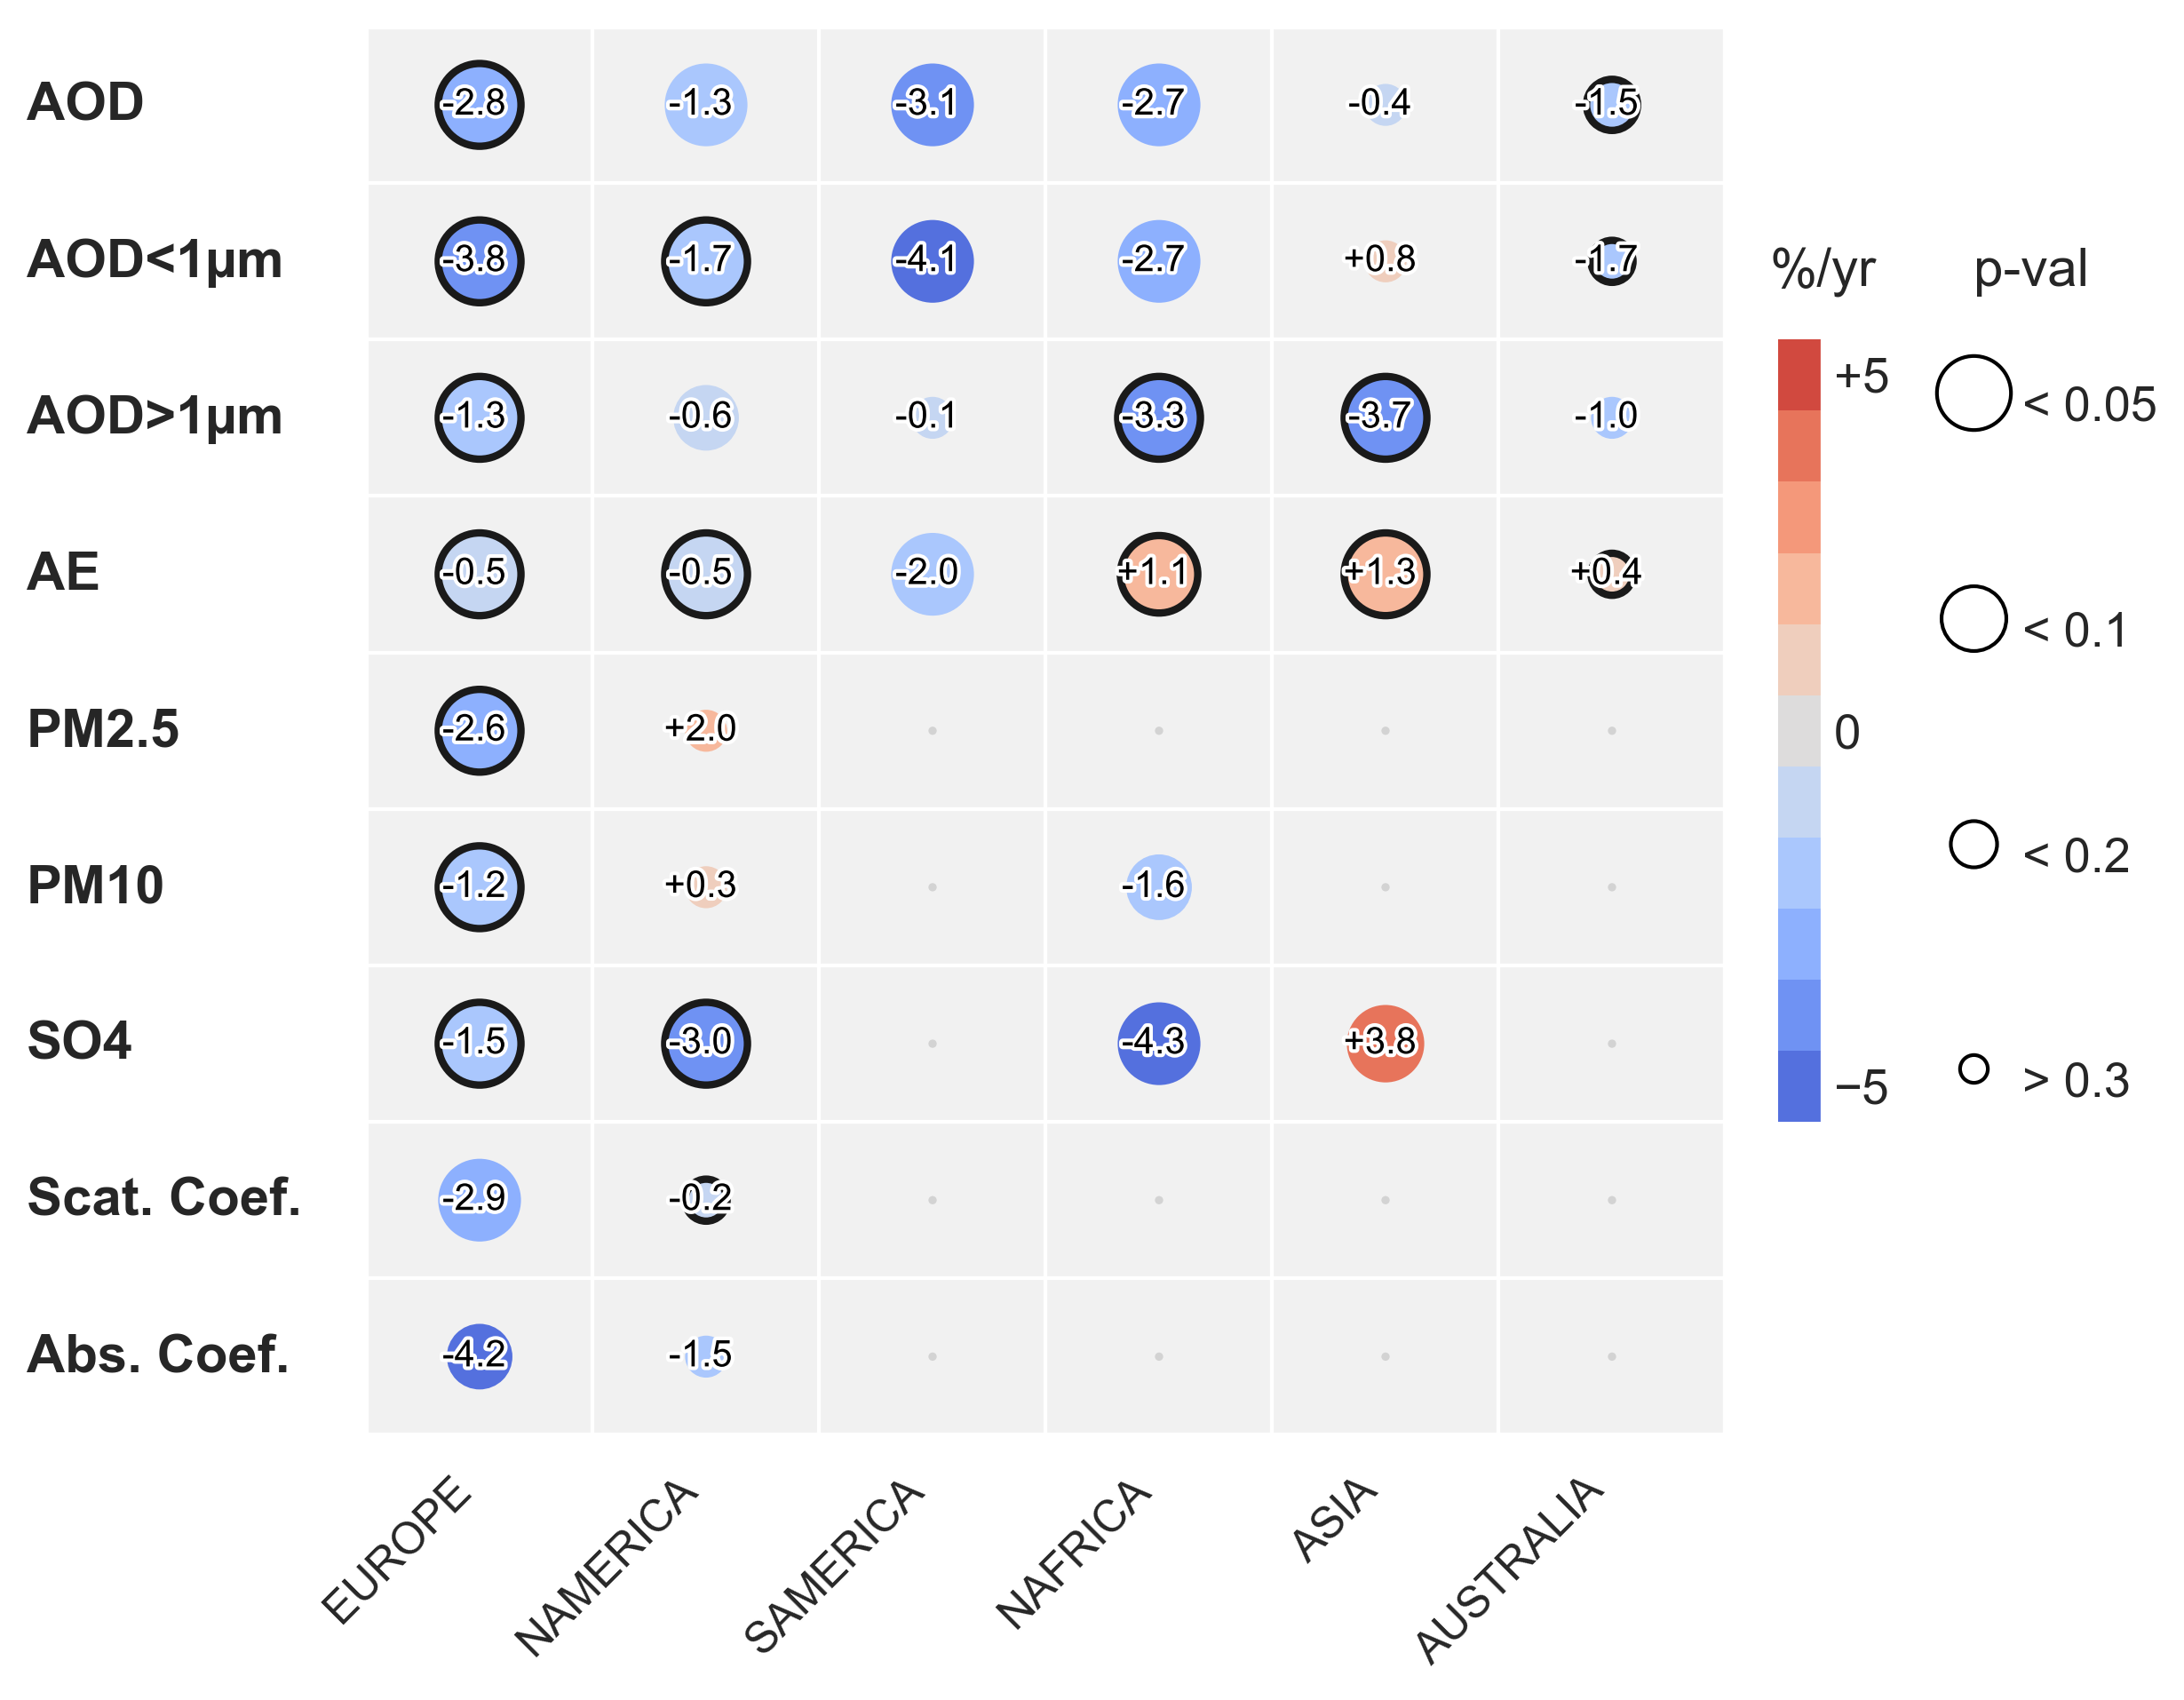 AOD -2.8 -1.3 -3.1 -2.7 -0.4 -1.5
AOD<1µm -3.8 -1.7 -4.1 -2.7 +0.8 -1.7
AOD>1µm -1.3 -0.6 -0.1 -3.3 -3.7 -1.0
AE -0.5 -0.5 -2.0 +1.1 +1.3 +0.4
PM2.5 -2.6 +2.0
PM10 -1.2 +0.3 -1.6
SO4 -1.5 -3.0 -4.3 +3.8
Scat. Coef. -2.9 -0.2
Abs. Coef. -4.2 -1.5
EUROPE NAMERICA SAMERICA NAFRICA ASIA AUSTRALIA
%/yr
+5
0
−5
p-val
< 0.05
< 0.1
< 0.2
> 0.3